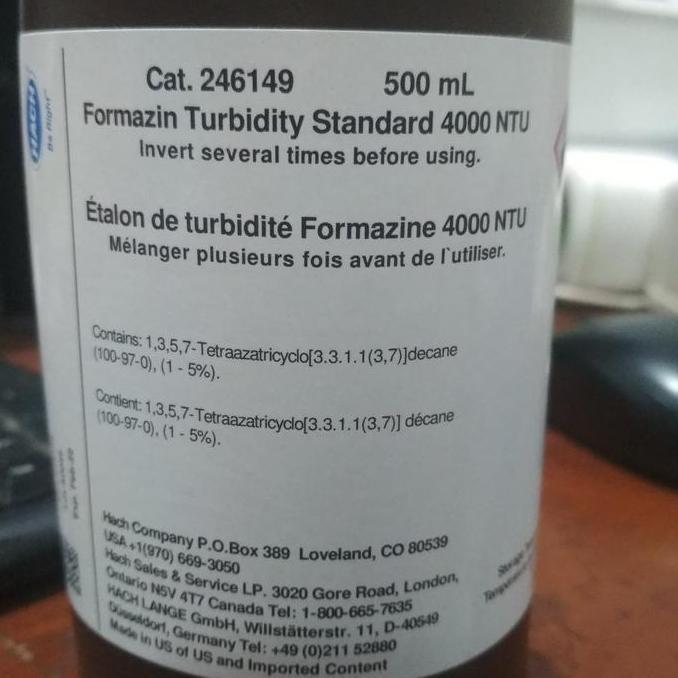 HACH
Be Right™
Cat. 246149 500 mL
Formazin Turbidity Standard 4000 NTU
Invert several times before using.
Étalon de turbidité Formazine 4000 NTU
Mélanger plusieurs fois avant de l`utiliser.
Contains: 1,3,5,7-Tetraazatricyclo[3.3.1.1(3,7)]decane
(100-97-0), (1 - 5%).
Contient: 1,3,5,7-Tetraazatricyclo[3.3.1.1(3,7)] décane
(100-97-0), (1 - 5%).
Hach Company P.O.Box 389 Loveland, CO 80539
USA +1(970) 669-3050
Hach Sales & Service LP. 3020 Gore Road, London,
Ontario N5V 4T7 Canada Tel: 1-800-665-7635
HACH LANGE GmbH, Willstätterstr. 11, D-40549
Düsseldorf, Germany Tel: +49 (0)211 52880
Made in US of US and Imported Content